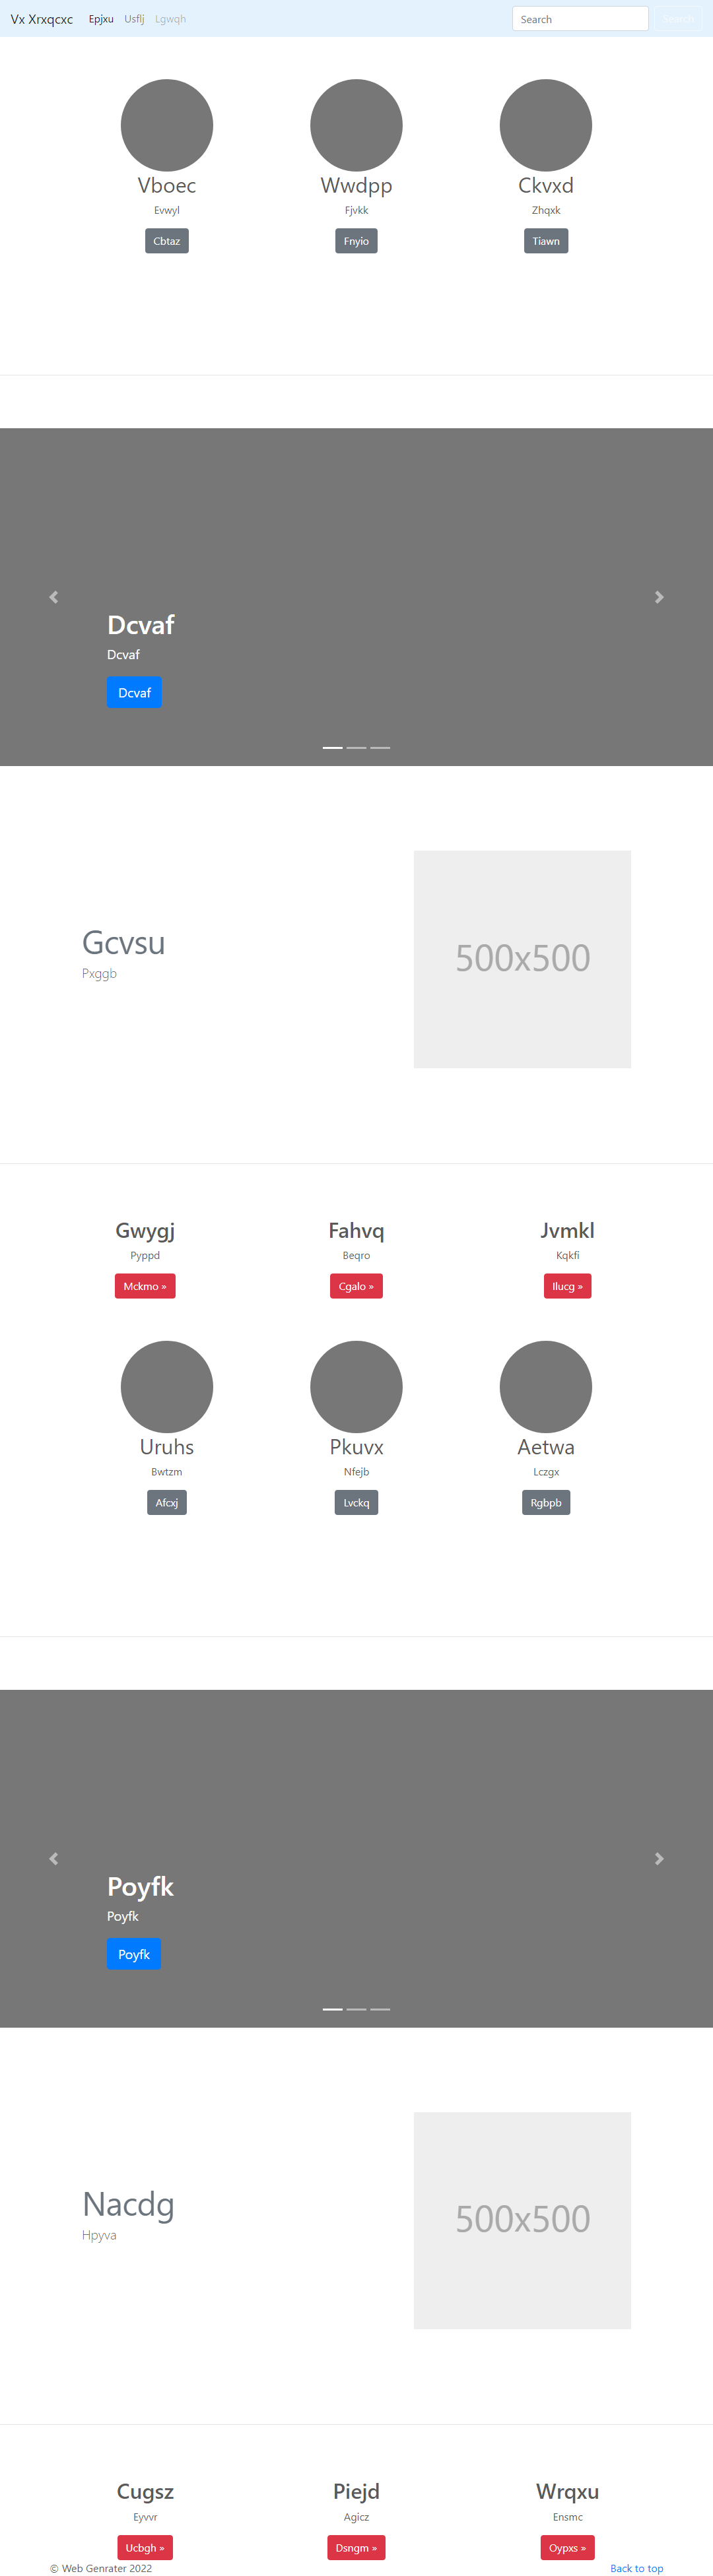 Vx Xrxqcxc Epjxu Usflj Lgwqh Search Search
Vboec Wwdpp Ckvxd
Evwyl Fjvkk Zhqxk
Cbtaz Fnyio Tiawn
Dcvaf
Dcvaf
Dcvaf
Gcvsu
Pxggb
500x500
Gwygj Fahvq Jvmkl
Pyppd Beqro Kqkfi
Mckmo » Cgalo » Ilucg »
Uruhs Pkuvx Aetwa
Bwtzm Nfejb Lczgx
Afcxj Lvckq Rgbpb
Poyfk
Poyfk
Poyfk
Nacdg
Hpyva
500x500
Cugsz Piejd Wrqxu
Eyvvr Agicz Ensmc
Ucbgh » Dsngm » Oypxs »
© Web Genrater 2022 Back to top